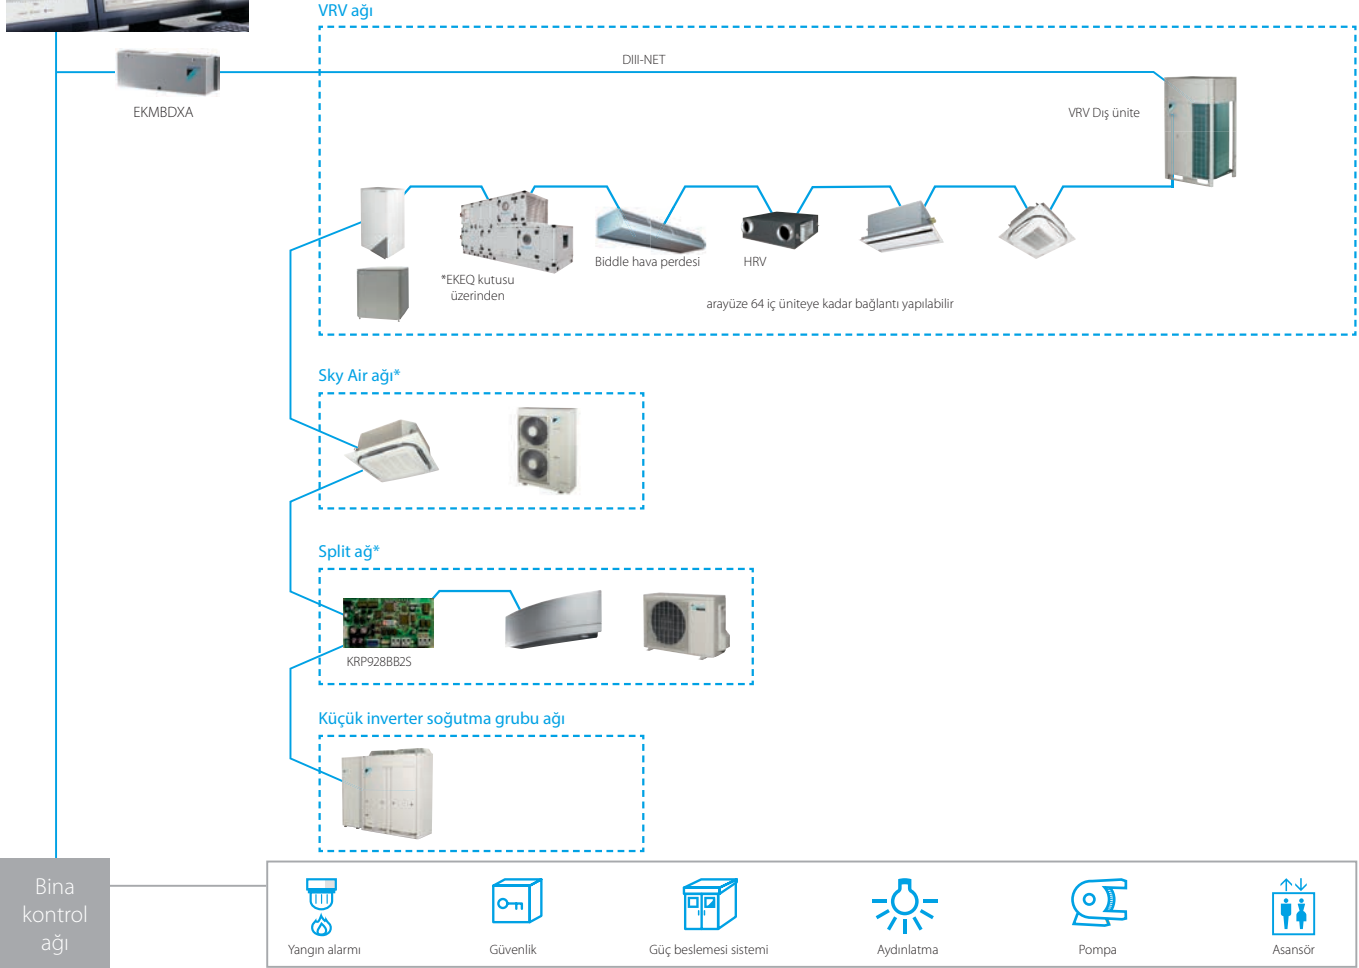 VRV ağı
DIII-NET
EKMBDXA
VRV Dış ünite
Biddle hava perdesi
HRV
*EKEQ kutusu
üzerinden
arayüze 64 iç üniteye kadar bağlantı yapılabilir
Sky Air ağı*
Split ağ*
KRP928BB2S
Küçük inverter soğutma grubu ağı
Bina
kontrol
ağı
Yangın alarmı
Güvenlik
Güç beslemesi sistemi
Aydınlatma
Pompa
Asansör